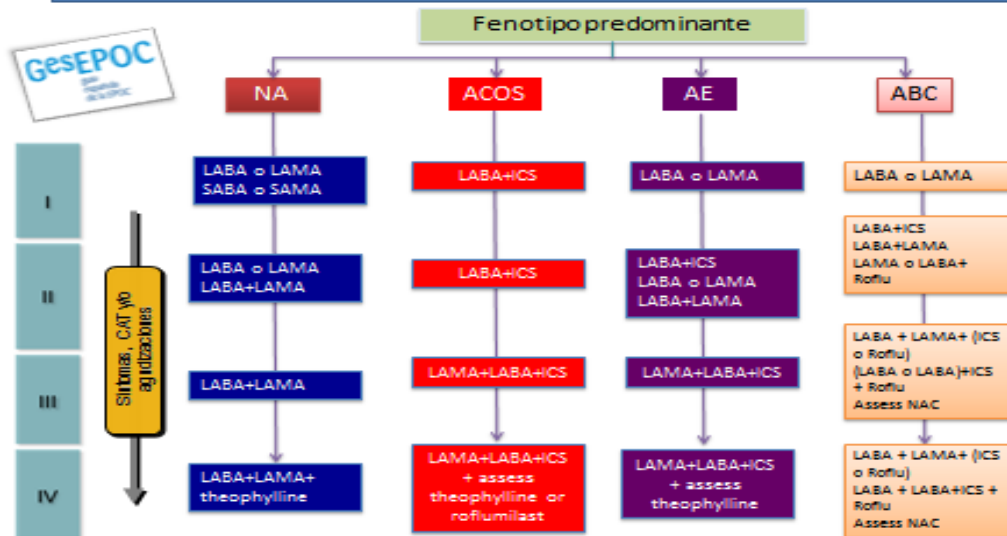 Fenotipo predominante
GesEPOC
NA
ACOS
AE
ABC
I
LABA o LAMA
SABA o SAMA
LABA+ICS
LABA o LAMA
LABA o LAMA
II
Síntomas, CAT y/o
agudizaciones
LABA o LAMA
LABA+LAMA
LABA+ICS
LABA+ICS
LABA o LAMA
LABA+LAMA
LABA+ICS
LABA+LAMA
LAMA o LABA+
Roflu
III
LABA+LAMA
LAMA+LABA+ICS
LAMA+LABA+ICS
LABA + LAMA+ (ICS
o Roflu)
(LABA o LABA)+ICS
+ Roflu
Assess NAC
IV
LABA+LAMA+
theophylline
LAMA+LABA+ICS
+ assess
theophylline or
roflumilast
LAMA+LABA+ICS
+ assess
theophylline
LABA + LAMA+ (ICS
o Roflu)
LABA + LABA+ICS +
Roflu
Assess NAC